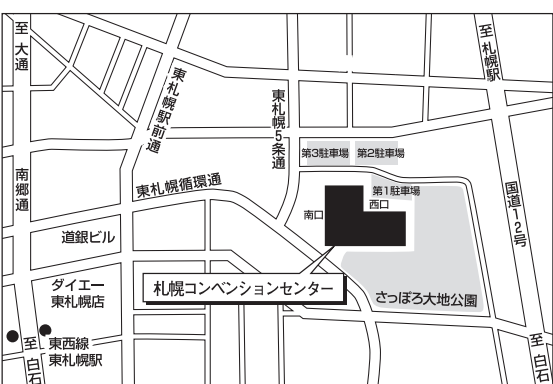 至大通
至札幌駅
東札幌駅前通
東札幌5条通
第3駐車場
第2駐車場
第1駐車場
西口
南口
南郷通
東札幌循環通
国道12号
道銀ビル
ダイエー
東札幌店
札幌コンベンションセンター
さっぽろ大地公園
東西線
東札幌駅
至白石
至白石